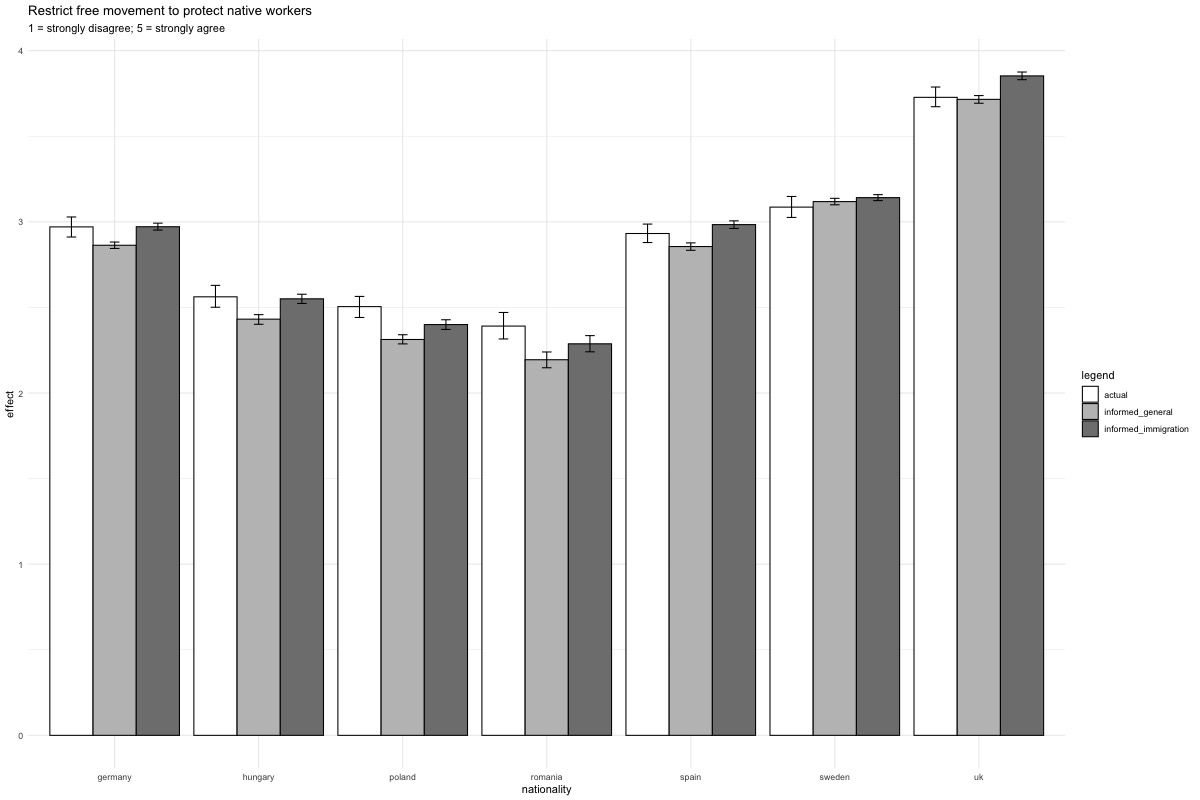 Restrict free movement to protect native workers
1 = strongly disagree; 5 = strongly agree
4
3
2
1
0
effect
germany
hungary
poland
romania
spain
sweden
uk
nationality
legend
actual
informed_general
informed_immigration